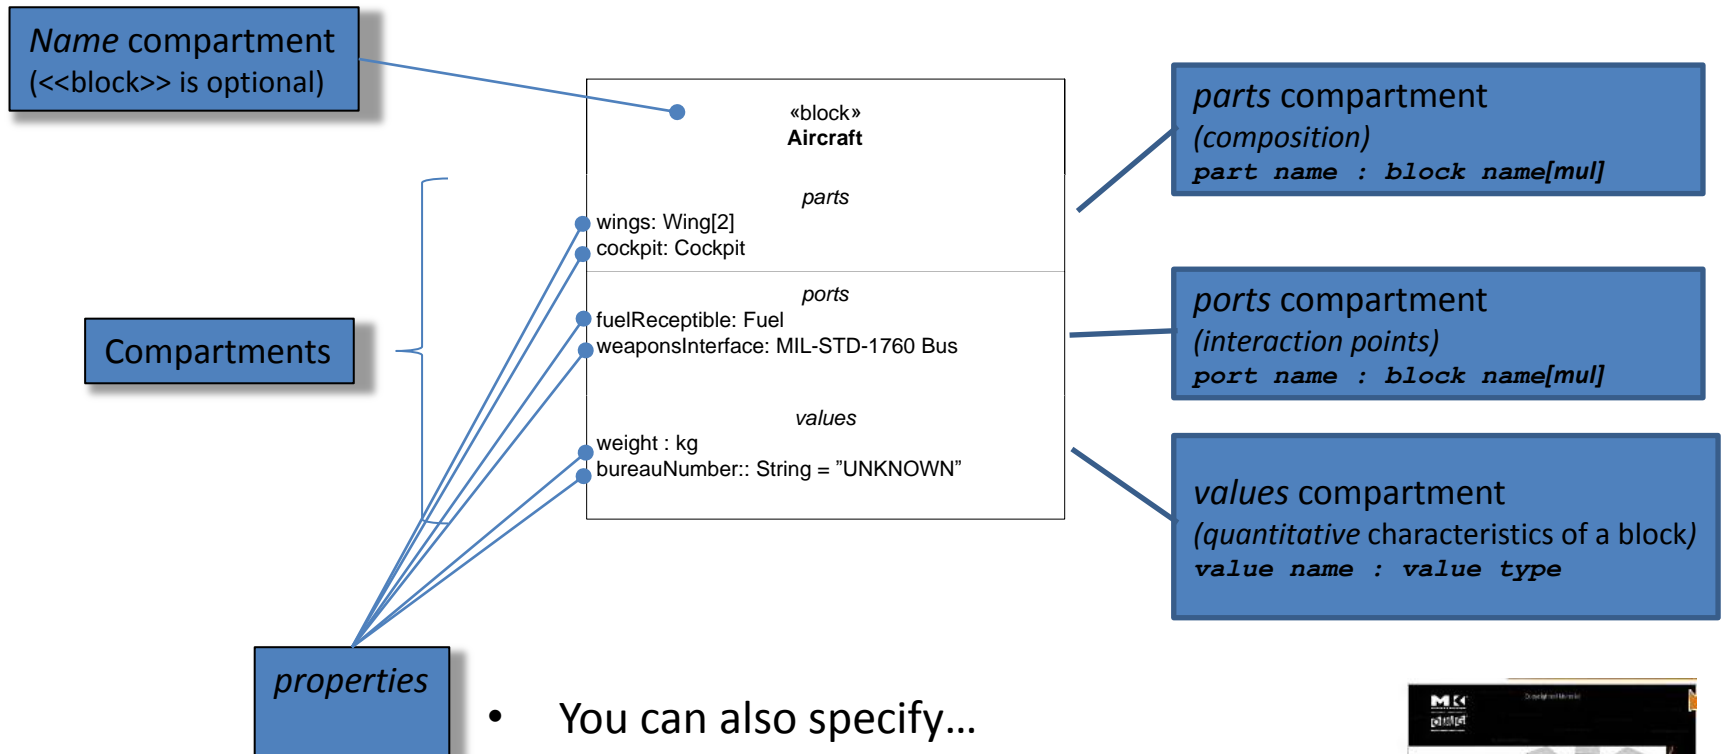 Name compartment
(<<block>> is optional)
«block»
Aircraft
parts
wings: Wing[2]
cockpit: Cockpit
ports
fuelReceptible: Fuel
weaponsInterface: MIL-STD-1760 Bus
values
weight : kg
bureauNumber:: String = ”UNKNOWN”
Compartments
properties
parts compartment
(composition)
part name : block name[mul]
ports compartment
(interaction points)
port name : block name[mul]
values compartment
(quantitative characteristics of a block)
value name : value type
• You can also specify…
MK
OMG